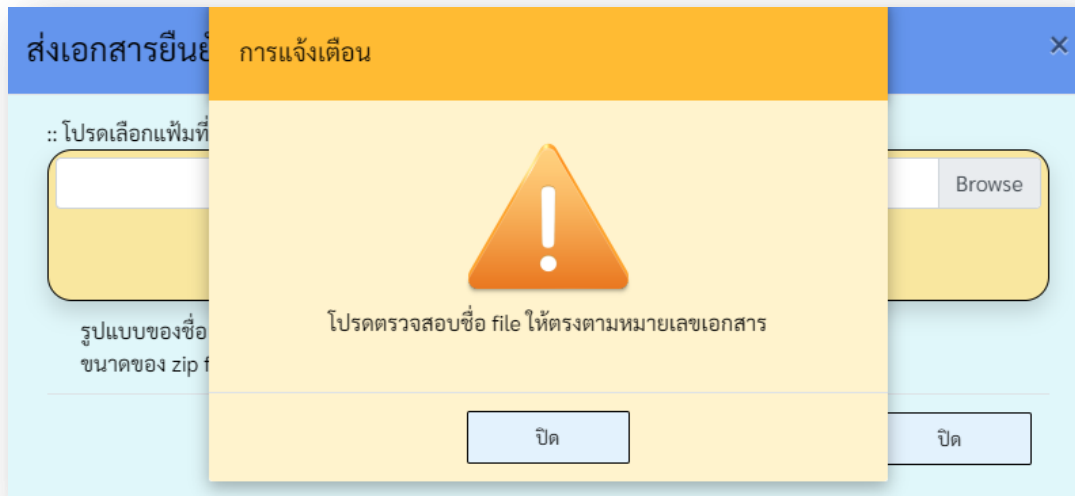 ส่งเอกสารยืนยั
การแจ้งเตือน
×
:: โปรดเลือกแฟ้มที่
Browse
โปรดตรวจสอบชื่อ file ให้ตรงตามหมายเลขเอกสาร
รูปแบบของชื่อ
ขนาดของ zip f
ปิด
ปิด